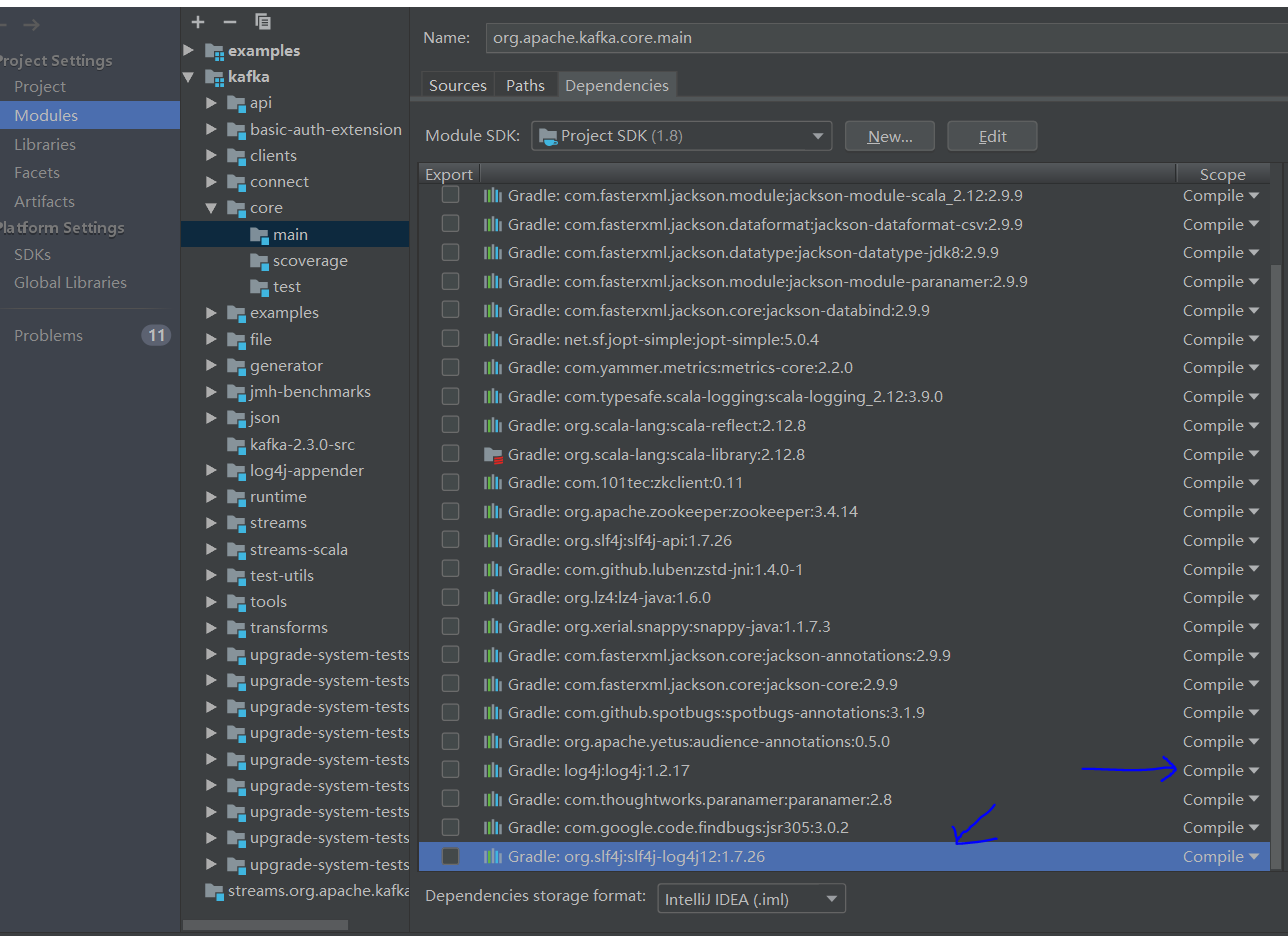 Project Settings
Project
Modules
Libraries
Facets
Artifacts
Platform Settings
SDKs
Global Libraries
Problems 11
examples
kafka
api
basic-auth-extension
clients
connect
core
main
scoverage
test
examples
file
generator
jmh-benchmarks
json
kafka-2.3.0-src
log4j-appender
runtime
streams
streams-scala
test-utils
tools
transforms
upgrade-system-tests
upgrade-system-tests
upgrade-system-tests
upgrade-system-tests
upgrade-system-tests
upgrade-system-tests
upgrade-system-tests
upgrade-system-tests
upgrade-system-tests
streams.org.apache.kafka
Name: org.apache.kafka.core.main
Sources Paths Dependencies
Module SDK: Project SDK (1.8) New... Edit
Export Scope
Gradle: com.fasterxml.jackson.module:jackson-module-scala_2.12:2.9.9 Compile
Gradle: com.fasterxml.jackson.dataformat:jackson-dataformat-csv:2.9.9 Compile
Gradle: com.fasterxml.jackson.datatype:jackson-datatype-jdk8:2.9.9 Compile
Gradle: com.fasterxml.jackson.module:jackson-module-paranamer:2.9.9 Compile
Gradle: com.fasterxml.jackson.core:jackson-databind:2.9.9 Compile
Gradle: net.sf.jopt-simple:jopt-simple:5.0.4 Compile
Gradle: com.yammer.metrics:metrics-core:2.2.0 Compile
Gradle: com.typesafe.scala-logging:scala-logging_2.12:3.9.0 Compile
Gradle: org.scala-lang:scala-reflect:2.12.8 Compile
Gradle: org.scala-lang:scala-library:2.12.8 Compile
Gradle: com.101tec:zkclient:0.11 Compile
Gradle: org.apache.zookeeper:zookeeper:3.4.14 Compile
Gradle: org.slf4j:slf4j-api:1.7.26 Compile
Gradle: com.github.luben:zstd-jni:1.4.0-1 Compile
Gradle: org.lz4:lz4-java:1.6.0 Compile
Gradle: org.xerial.snappy:snappy-java:1.1.7.3 Compile
Gradle: com.fasterxml.jackson.core:jackson-annotations:2.9.9 Compile
Gradle: com.fasterxml.jackson.core:jackson-core:2.9.9 Compile
Gradle: com.github.spotbugs:spotbugs-annotations:3.1.9 Compile
Gradle: org.apache.yetus:audience-annotations:0.5.0 Compile
Gradle: log4j:log4j:1.2.17 Compile
Gradle: com.thoughtworks.paranamer:paranamer:2.8 Compile
Gradle: com.google.code.findbugs:jsr305:3.0.2 Compile
Gradle: org.slf4j:slf4j-log4j12:1.7.26 Compile
Dependencies storage format: IntelliJ IDEA (.iml)